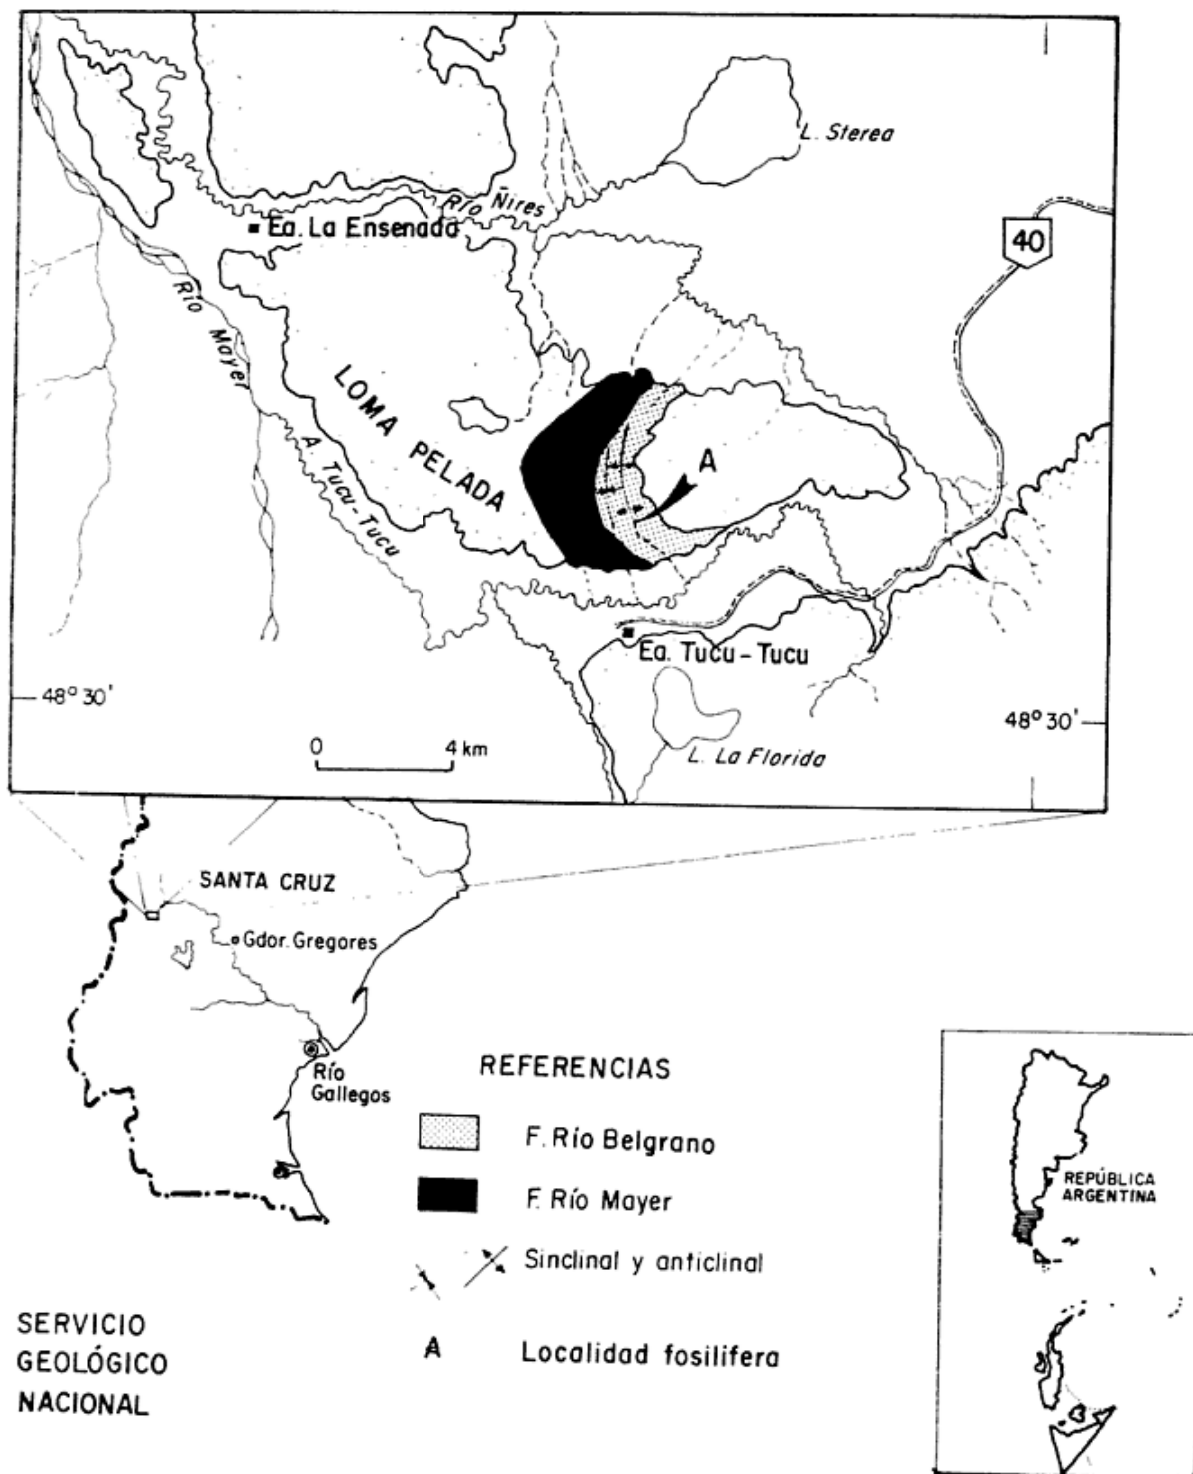 L. Sterea
Río Ñires
Ea. La Ensenada
40
Río Mayer
LOMA PELADA
A. Tucu-Tucu
A
Ea. Tucu-Tucu
48° 30'
48° 30'
0 4 km
L. La Florida
SANTA CRUZ
Gdor. Gregores
Río
Gallegos
REFERENCIAS
F. Río Belgrano
F. Río Mayer
Sinclinal y anticlinal
A Localidad fosilífera
REPÚBLICA
ARGENTINA
SERVICIO
GEOLÓGICO
NACIONAL